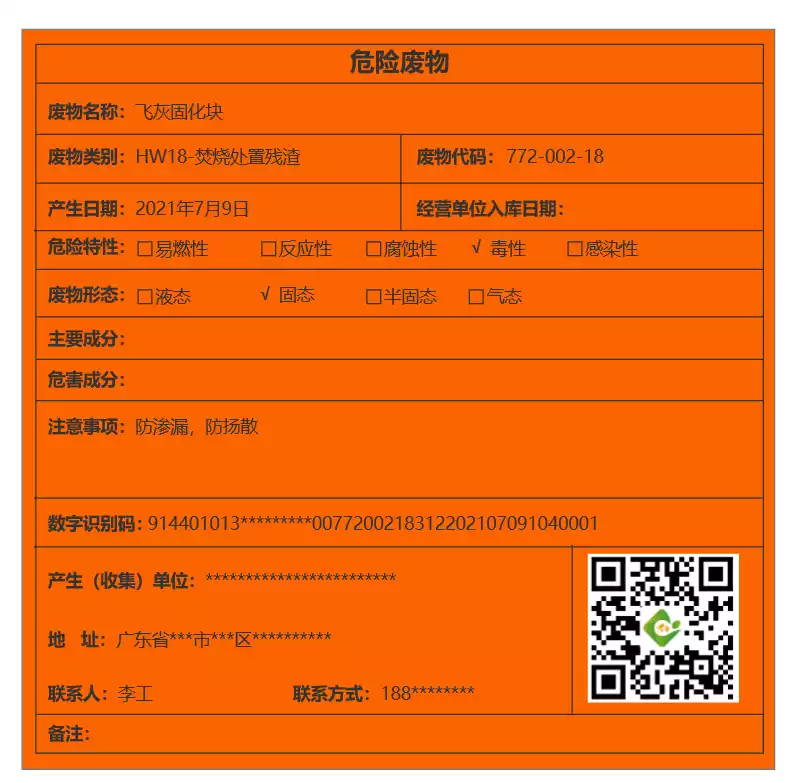 危险废物
废物名称：飞灰固化块
废物类别：HW18-焚烧处置残渣 废物代码：772-002-18
产生日期：2021年7月9日 经营单位入库日期：
危险特性：□易燃性 □反应性 □腐蚀性 √ 毒性 □感染性
废物形态：□液态 √ 固态 □半固态 □气态
主要成分：
危害成分：
注意事项：防渗漏，防扬散
数字识别码：914401013*********0077200218312202107091040001
产生（收集）单位：************************
地 址：广东省***市***区**********
联系人：李工 联系方式：188********
备注：